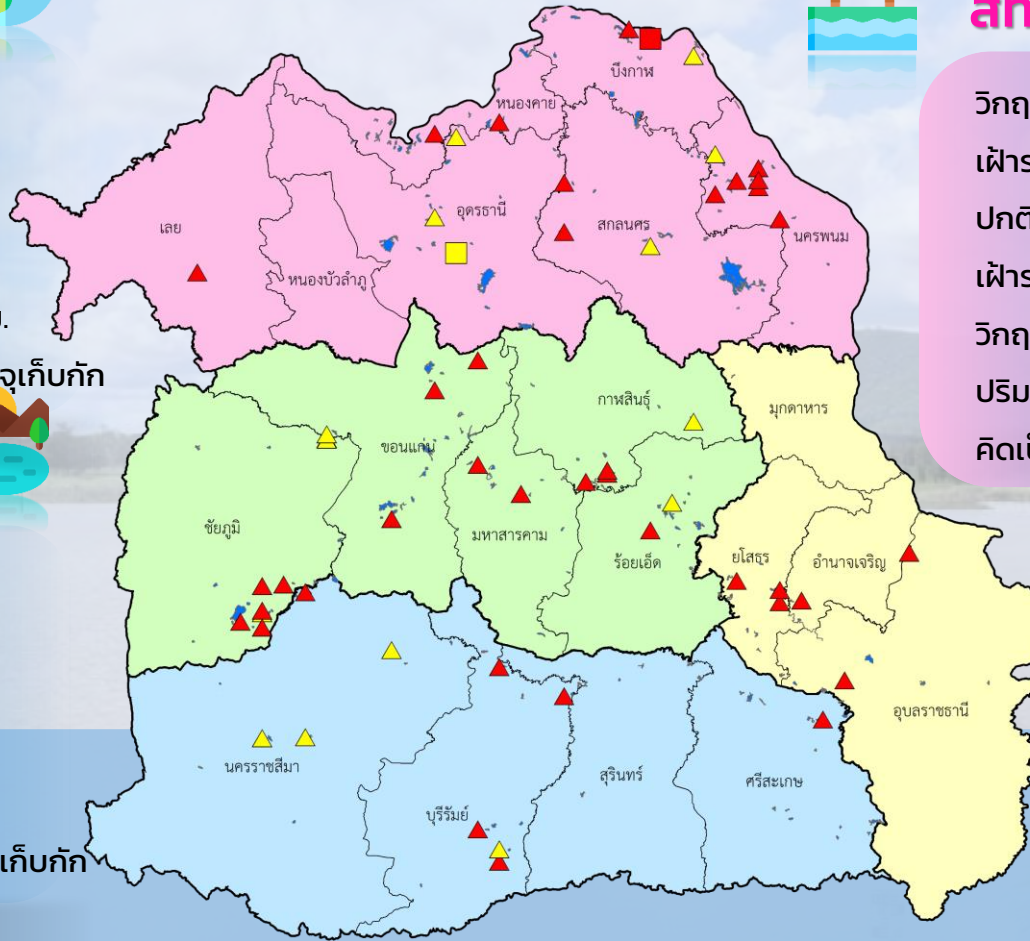 วิกฤ
เฝ้าร
ปกติ
เฝ้าร
วิกฤ
ปริม
จุเก็บกัก
เก็บกัก
บึงกาฬ
หนองคาย
เลย
อุดรธานี
สกลนคร
นครพนม
หนองบัวลำภู
กาฬสินธุ์
มุกดาหาร
ขอนแก่น
ชัยภูมิ
มหาสารคาม
ร้อยเอ็ด
ยโสธร
อำนาจเจริญ
อุบลราชธานี
นครราชสีมา
สุรินทร์
ศรีสะเกษ
บุรีรัมย์